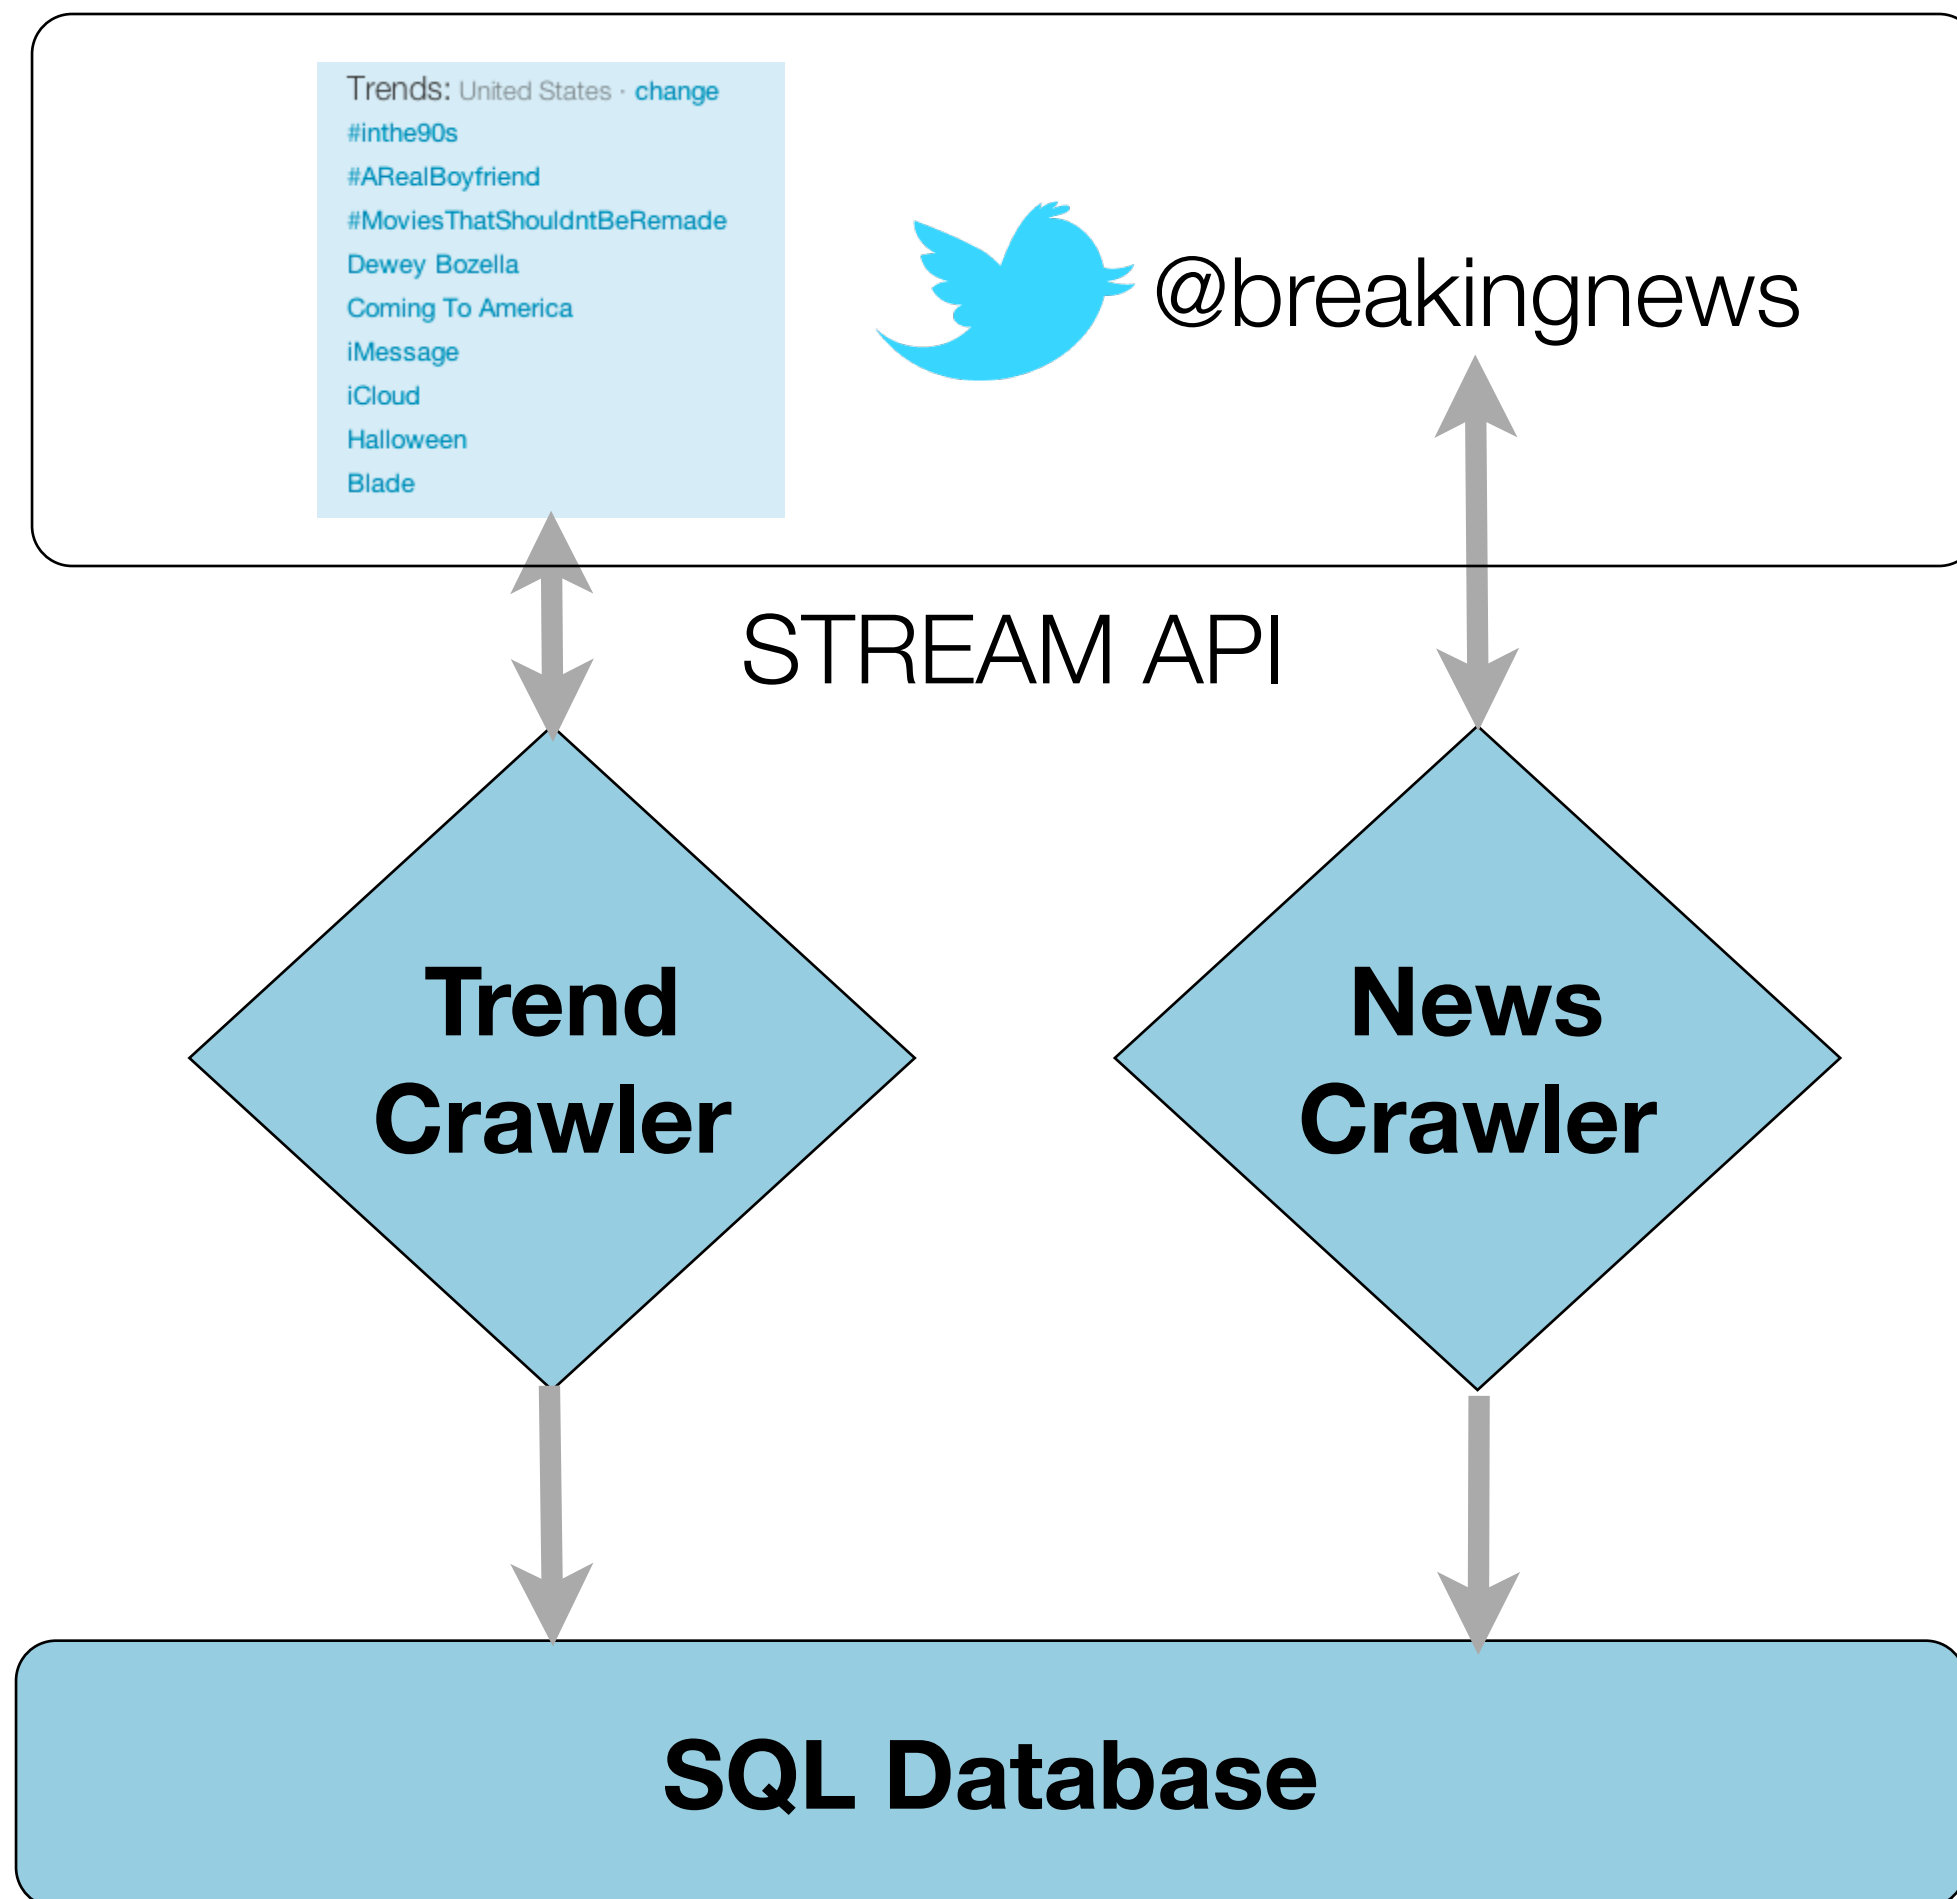 Trends: United States · change
#inthe90s
#ARealBoyfriend
#MoviesThatShouldntBeRemade
Dewey Bozella
Coming To America
iMessage
iCloud
Halloween
Blade
@breakingnews
STREAM API
Trend
Crawler
News
Crawler
SQL Database